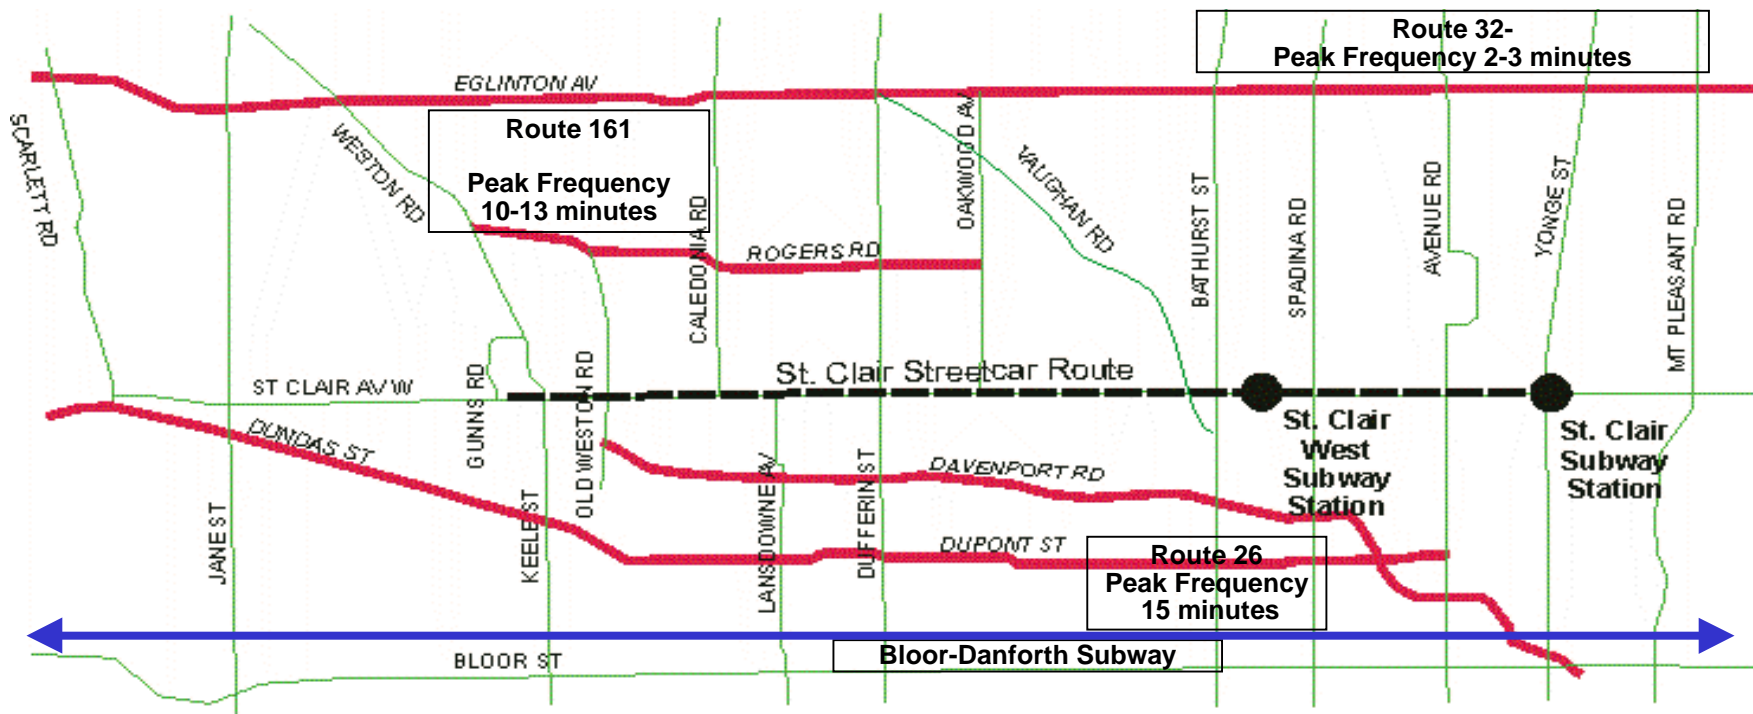 Route 32-
Peak Frequency 2-3 minutes
EGLINTON AV
Route 161
Peak Frequency
10-13 minutes
SCARLETT RD
WESTON RD
CALEDONIA RD
OAKWOOD AV
VAUGHAN RD
BATHURST ST
SPADINA RD
AVENUE RD
YONGE ST
MT PLEASANT RD
ROGERS RD
St. Clair Streetcar Route
ST CLAIR AV W
GUNNS RD
OLD WESTON RD
St. Clair
West
Subway
Station
St. Clair
Subway
Station
DUNDAS ST
DAVENPORT RD
JANE ST
KEELE ST
LANSDOWNE AV
DUFFERIN ST
DUPONT ST
Route 26
Peak Frequency
15 minutes
Bloor-Danforth Subway
BLOOR ST